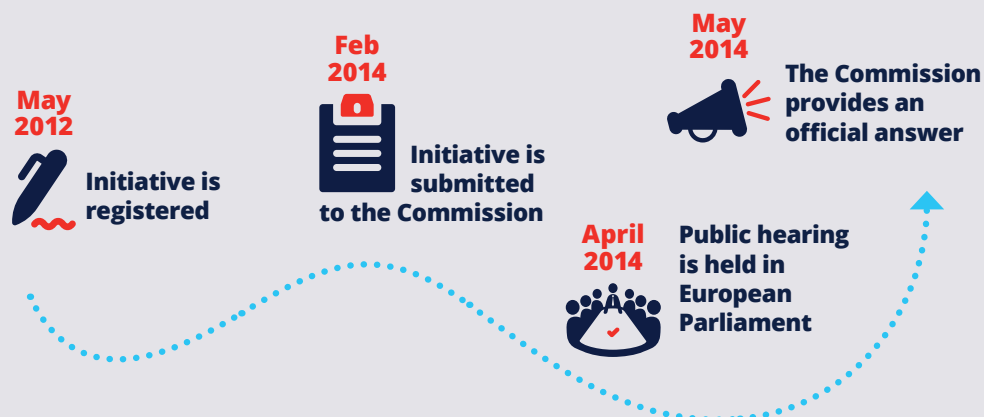 May
2012
Initiative is
registered
Feb
2014
Initiative is
submitted
to the Commission
April
2014
Public hearing
is held in
European
Parliament
May
2014
The Commission
provides an
official answer